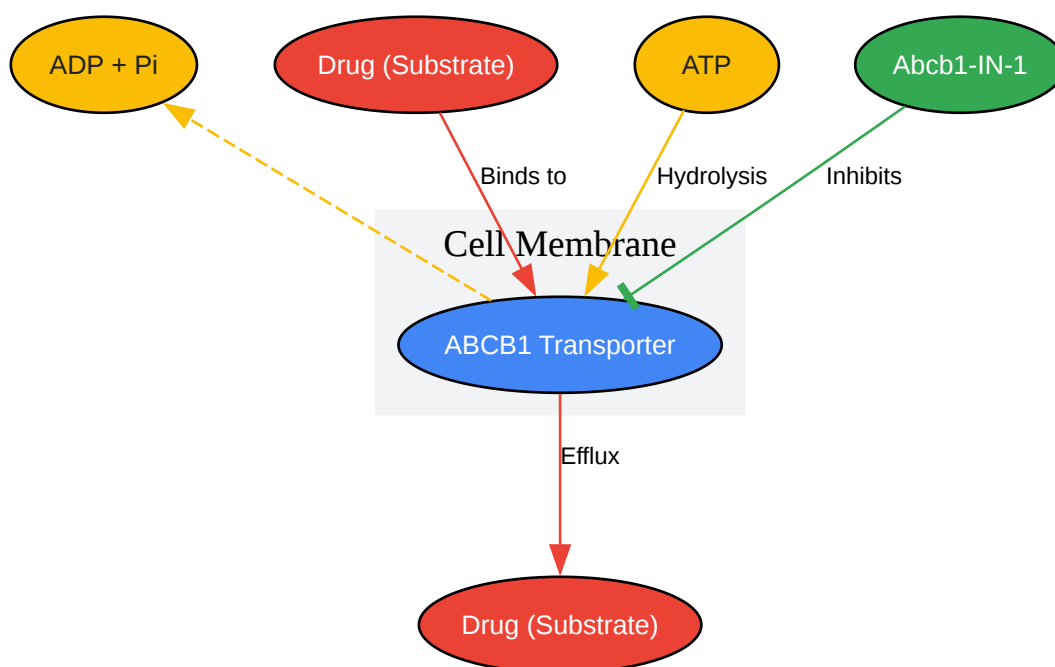 ADP + Pi
Drug (Substrate)
ATP
Abcb1-IN-1
Binds to
Hydrolysis
Inhibits
Cell Membrane
ABCB1 Transporter
Efflux
Drug (Substrate)